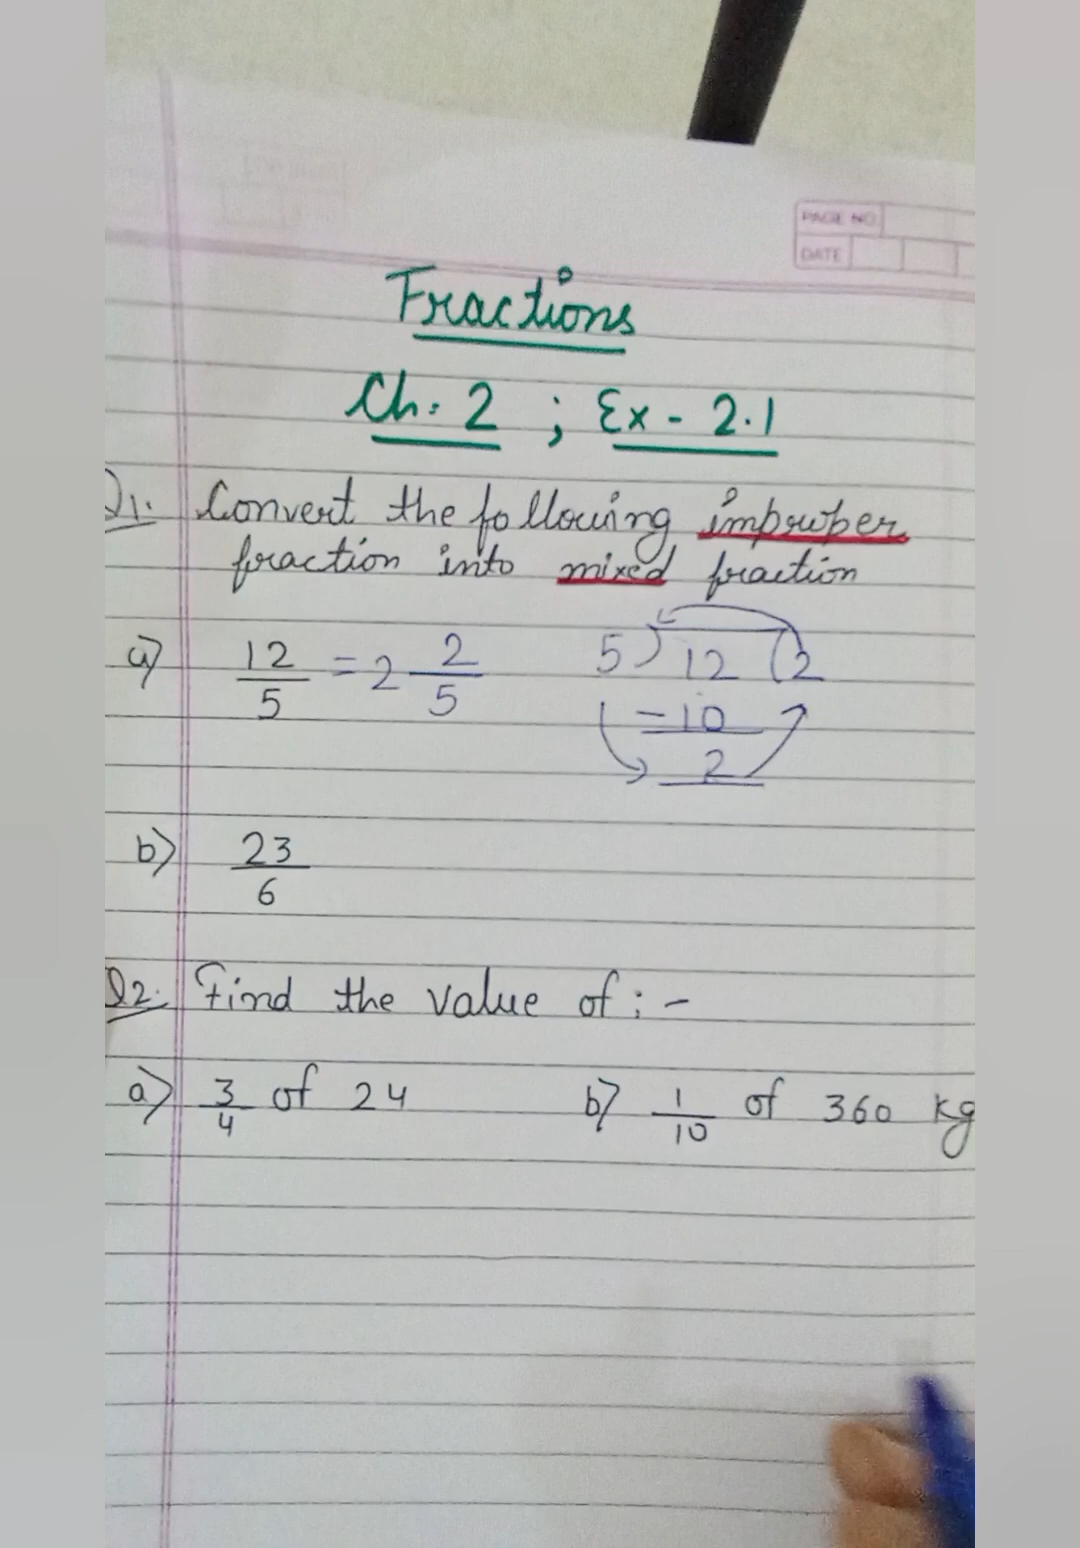 PAGE NO
DATE
Fractions
Ch. 2 ; Ex - 2.1
Q1. Convert the following improper
fraction into mixed fraction
a) 12/5 = 2 2/5
5) 12 (2
-10
2
b) 23/6
Q2. Find the value of : -
a) 3/4 of 24 b) 1/10 of 360 kg